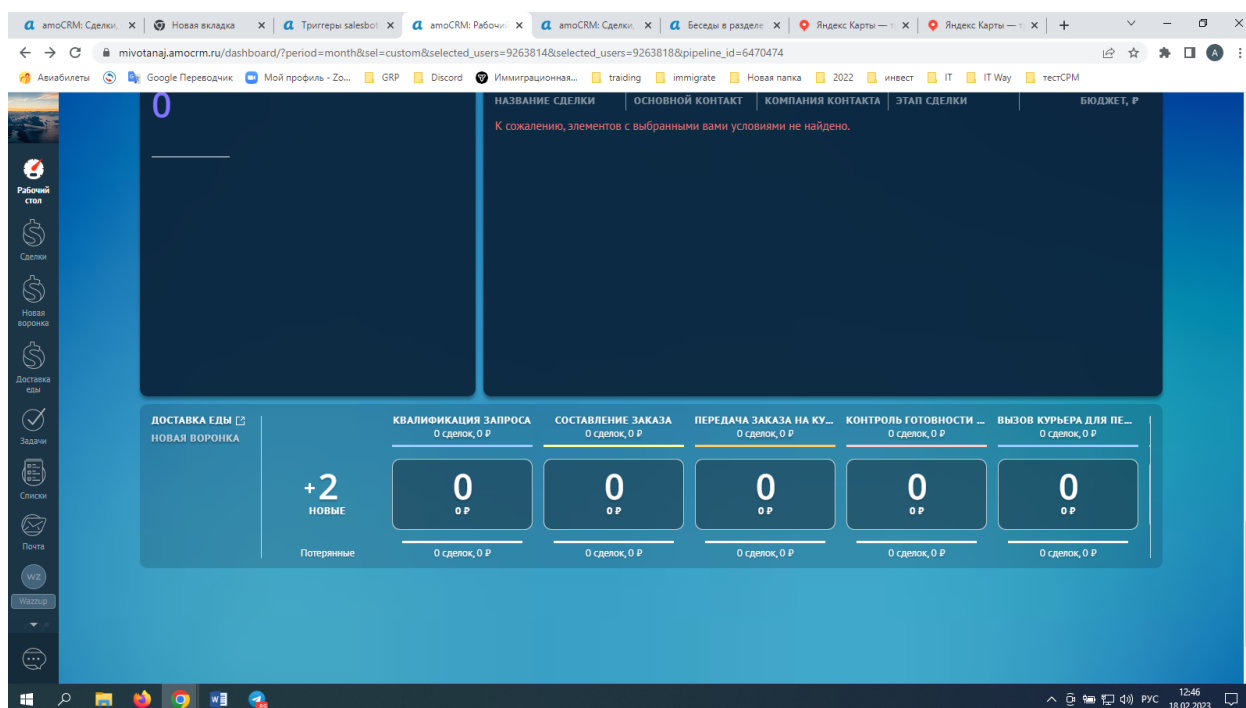 amoCRM: Сделки,
Новая вкладка
Триггеры salesbot
amoCRM: Рабочий
amoCRM: Сделки,
Беседы в разделе
Яндекс Карты — т
Яндекс Карты — т
mivotanaj.amocrm.ru/dashboard/?period=month&sel=custom&selected_users=9263814&selected_users=9263818&pipeline_id=6470474
A
Авиабилеты
Google Переводчик
Мой профиль - Zo...
GRP
Discord
Иммиграционная...
traiding
immigrate
Новая папка
2022
инвест
IT
IT Way
тестСРМ
0
НАЗВАНИЕ СДЕЛКИ
ОСНОВНОЙ КОНТАКТ
КОМПАНИЯ КОНТАКТА
ЭТАП СДЕЛКИ
БЮДЖЕТ, ₽
К сожалению, элементов с выбранными вами условиями не найдено.
Рабочий
стол
Сделки
Новая
воронка
Доставка
еды
Задачи
Списки
Почта
WZ
Wazzup
ДОСТАВКА ЕДЫ
НОВАЯ ВОРОНКА
КВАЛИФИКАЦИЯ ЗАПРОСА
0 сделок, 0 ₽
СОСТАВЛЕНИЕ ЗАКАЗА
0 сделок, 0 ₽
ПЕРЕДАЧА ЗАКАЗА НА КУ...
0 сделок, 0 ₽
КОНТРОЛЬ ГОТОВНОСТИ ...
0 сделок, 0 ₽
ВЫЗОВ КУРЬЕРА ДЛЯ ПЕ...
0 сделок, 0 ₽
+2
НОВЫЕ
0
0 ₽
0
0 ₽
0
0 ₽
0
0 ₽
0
0 ₽
Потерянные
0 сделок, 0 ₽
0 сделок, 0 ₽
0 сделок, 0 ₽
0 сделок, 0 ₽
0 сделок, 0 ₽
РУС
12:46
18.02.2023